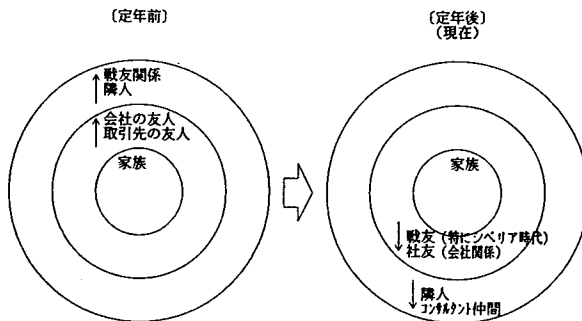 〔定年前〕
戦友関係
隣人
会社の友人
取引先の友人
家族
〔定年後〕
(現在)
家族
戦友(特にシベリア時代)
社友(会社関係)
隣人
コンサルタント仲間